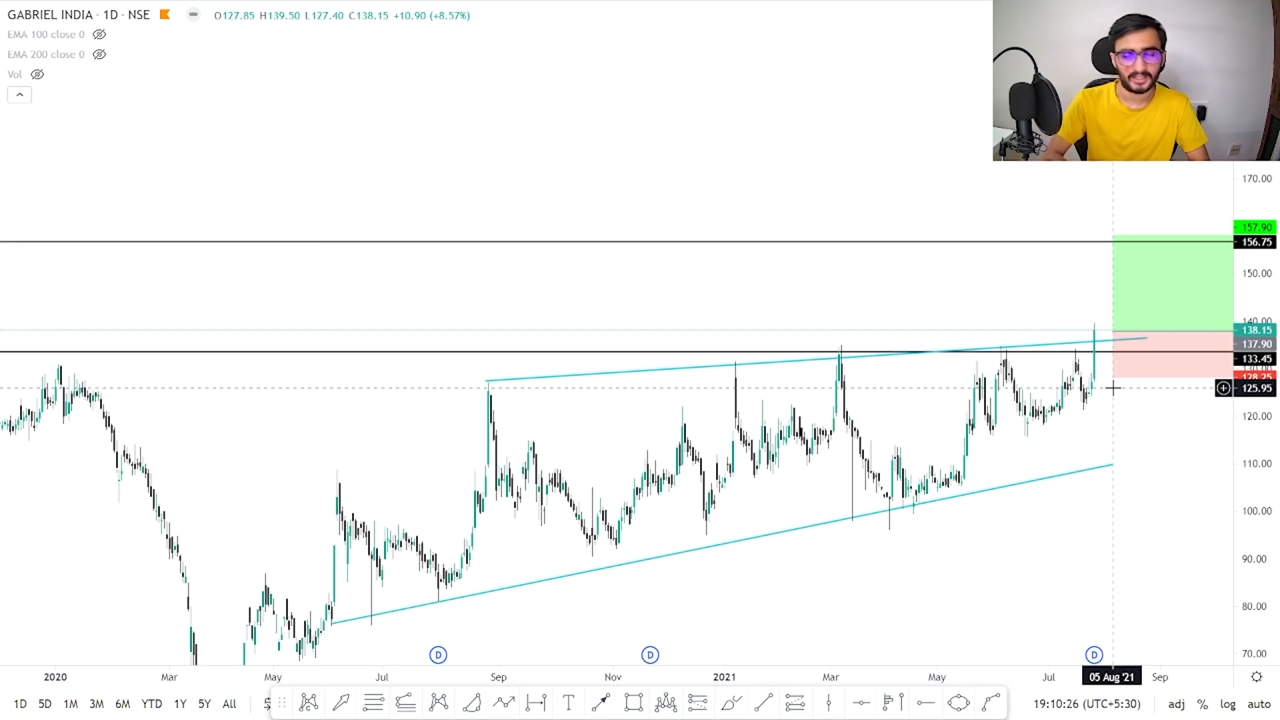 GABRIEL INDIA · 1D · NSE O127.85 H139.50 L127.40 C138.15 +10.90 (+8.57%)
EMA 100 close 0
EMA 200 close 0
Vol
170.00
157.90
156.75
150.00
140.00
138.15
137.90
133.45
128.25
125.95
120.00
110.00
100.00
90.00
80.00
70.00
D D D
2020 Mar May Jul Sep Nov 2021 Mar May Jul 05 Aug '21 Sep
1D 5D 1M 3M 6M YTD 1Y 5Y All T 19:10:26 (UTC+5:30) adj % log auto